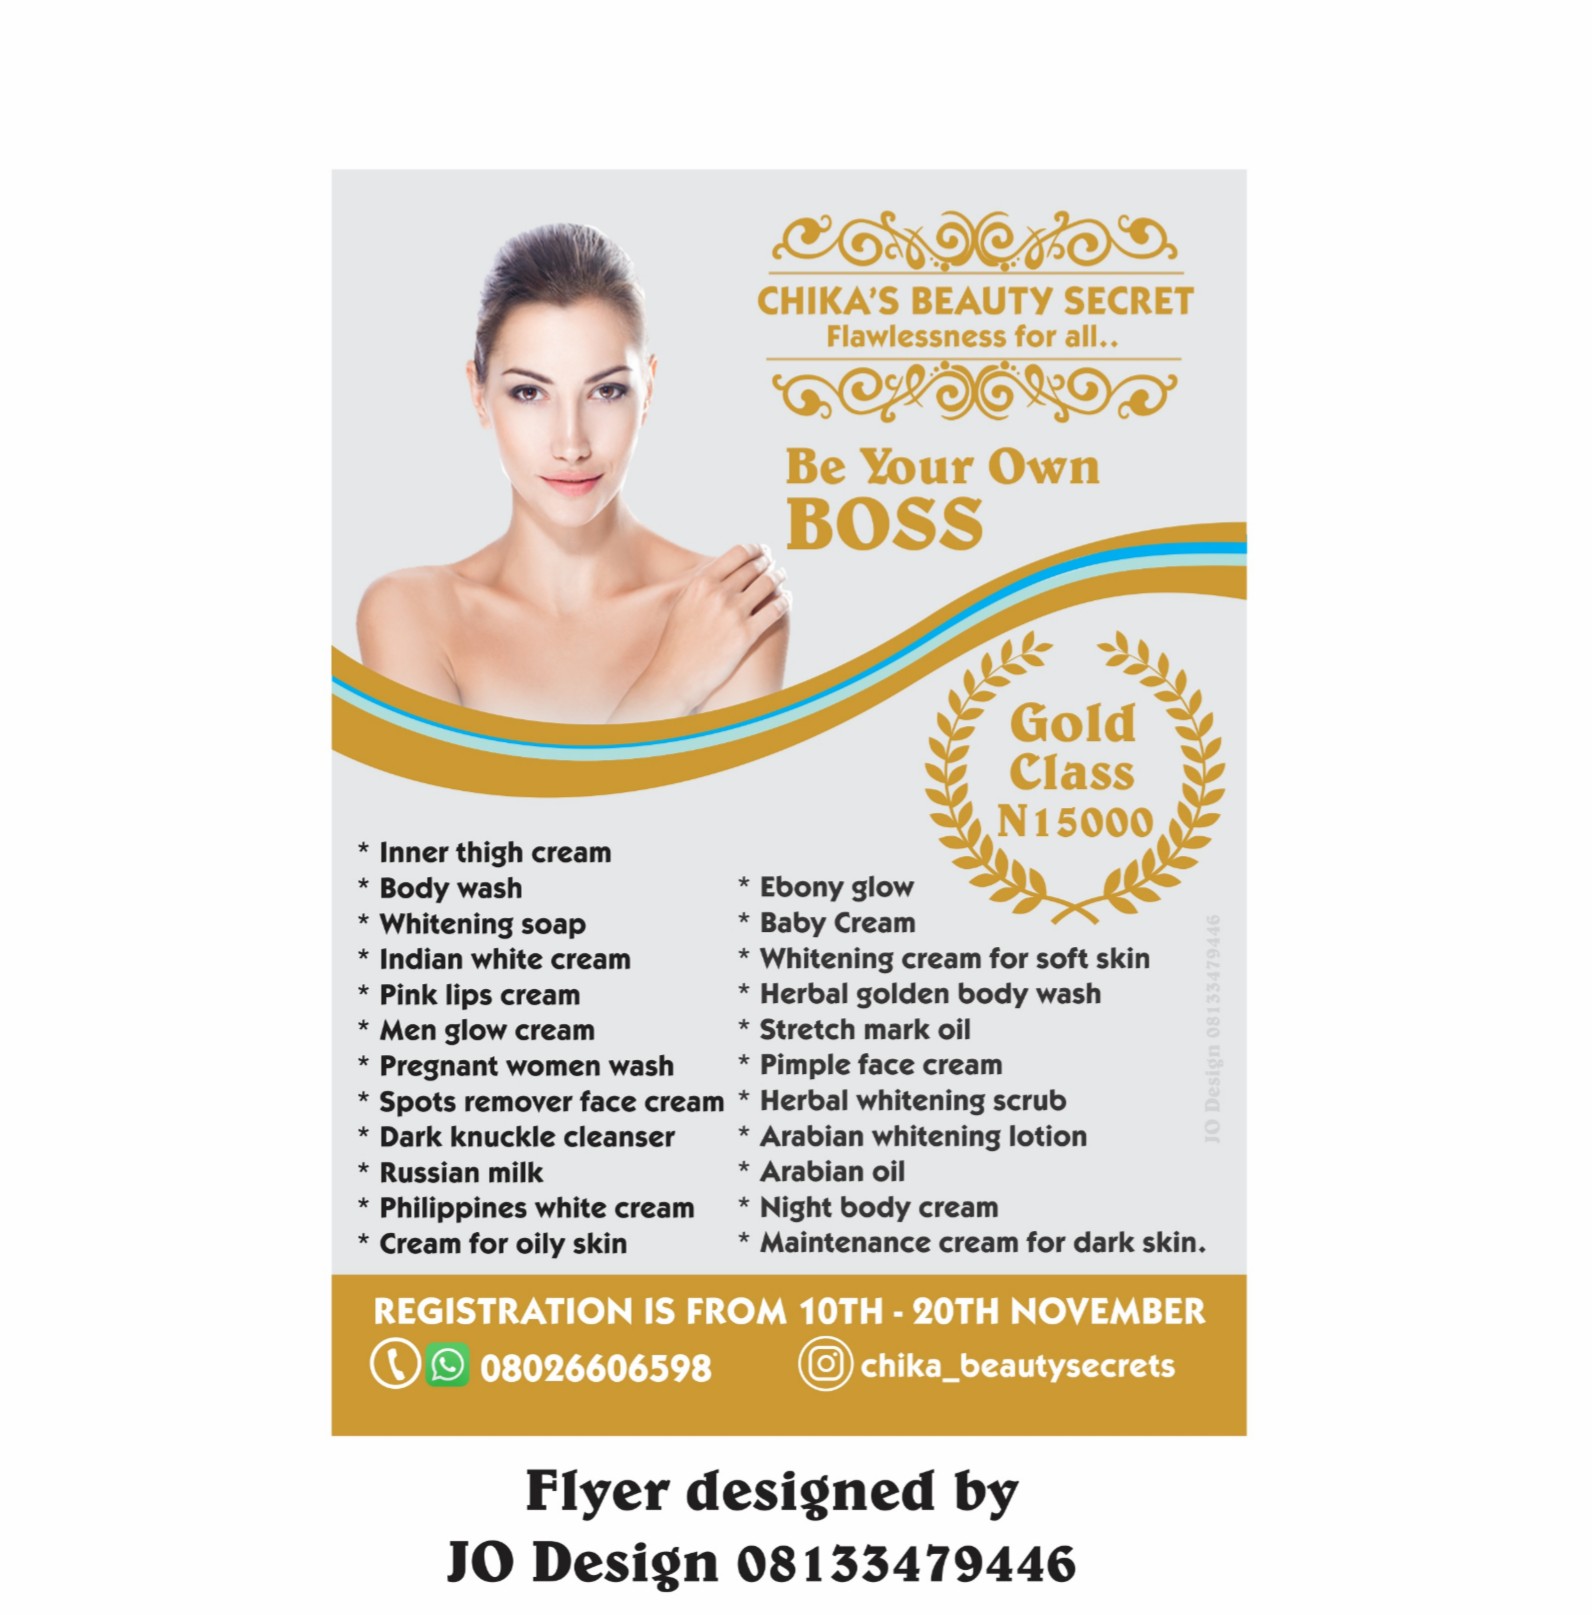 CHIKA'S BEAUTY SECRET
Flawlessness for all..
Be Your Own
BOSS
Gold
Class
N15000
* Inner thigh cream
* Body wash
* Whitening soap
* Indian white cream
* Pink lips cream
* Men glow cream
* Pregnant women wash
* Spots remover face cream
* Dark knuckle cleanser
* Russian milk
* Philippines white cream
* Cream for oily skin
* Ebony glow
* Baby Cream
* Whitening cream for soft skin
* Herbal golden body wash
* Stretch mark oil
* Pimple face cream
* Herbal whitening scrub
* Arabian whitening lotion
* Arabian oil
* Night body cream
* Maintenance cream for dark skin.
JO Design 08133479446
REGISTRATION IS FROM 10TH - 20TH NOVEMBER
08026606598
chika_beautysecrets
Flyer designed by
JO Design 08133479446